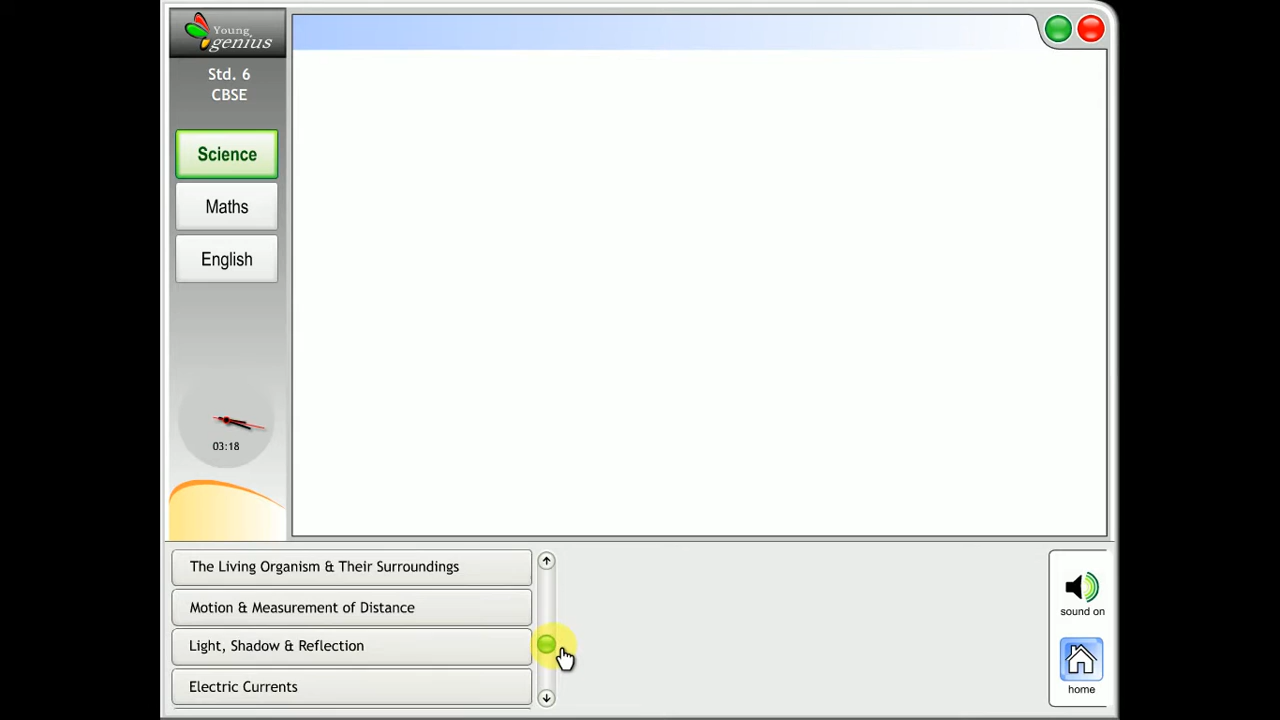 Young
genius
Std. 6
CBSE
Science
Maths
English
03:18
The Living Organism & Their Surroundings
Motion & Measurement of Distance
Light, Shadow & Reflection
Electric Currents
sound on
home